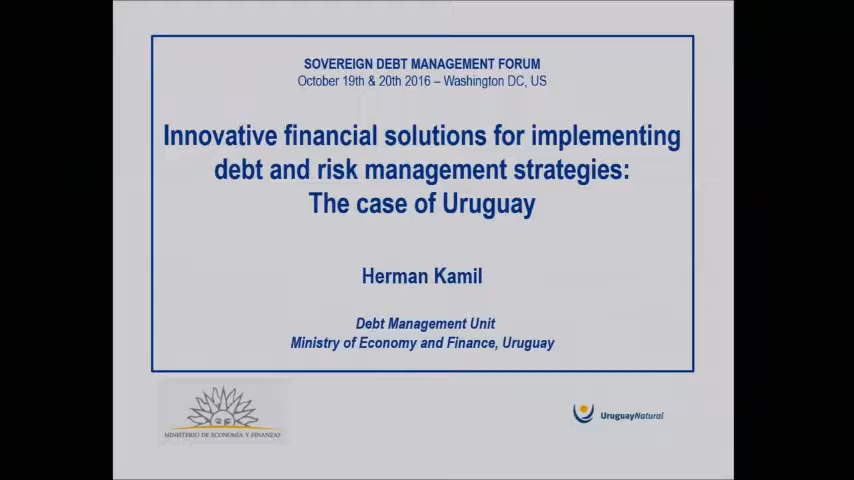 SOVEREIGN DEBT MANAGEMENT FORUM
October 19th & 20th 2016 – Washington DC, US
Innovative financial solutions for implementing
debt and risk management strategies:
The case of Uruguay
Herman Kamil
Debt Management Unit
Ministry of Economy and Finance, Uruguay
MINISTERIO DE ECONOMIA Y FINANZAS
UruguayNatural